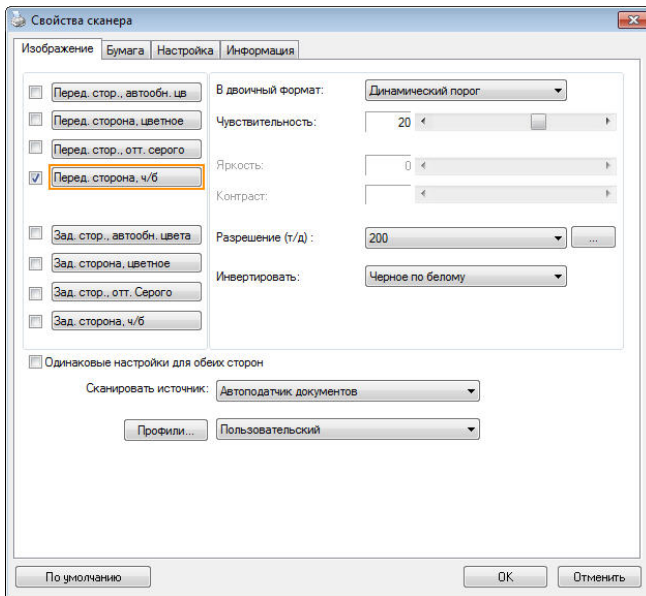 Свойства сканера
Изображение Бумага Настройка Информация
Перед. стор., автообн. цв
Перед. сторона, цветное
Перед. стор., отт. серого
Перед. сторона, ч/б
Зад. стор., автообн. цвета
Зад. сторона, цветное
Зад. стор., отт. Серого
Зад. сторона, ч/б
В двоичный формат: Динамический порог
Чувствительность: 20
Яркость: 0
Контраст:
Разрешение (т/д) : 200 ...
Инвертировать: Черное по белому
Одинаковые настройки для обеих сторон
Сканировать источник: Автоподатчик документов
Профили... Пользовательский
По умолчанию OK Отменить